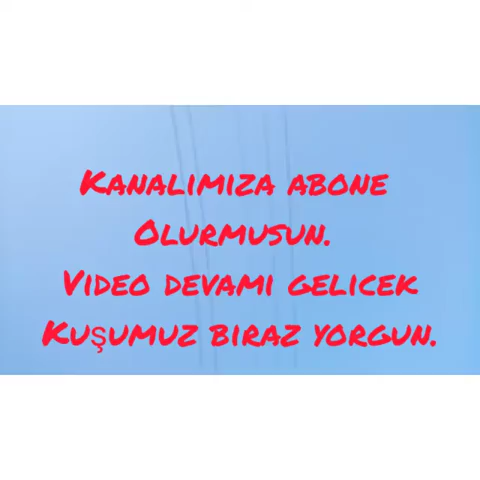 Kanalımıza abone
Olurmusun.
Video devamı gelicek
Kuşumuz biraz yorgun.